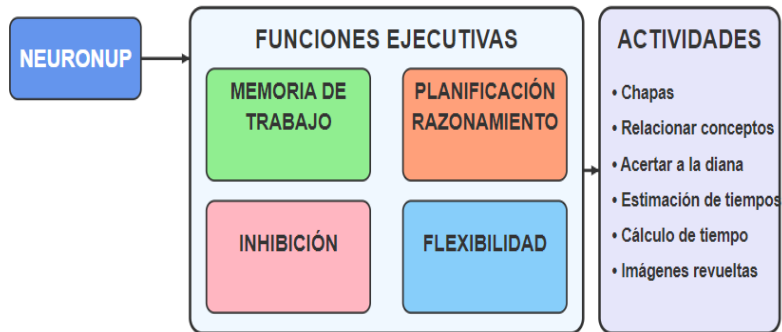 NEURONUP
FUNCIONES EJECUTIVAS
MEMORIA DE
TRABAJO
PLANIFICACIÓN
RAZONAMIENTO
INHIBICIÓN
FLEXIBILIDAD
ACTIVIDADES
• Chapas
• Relacionar conceptos
• Acertar a la diana
• Estimación de tiempos
• Cálculo de tiempo
• Imágenes revueltas